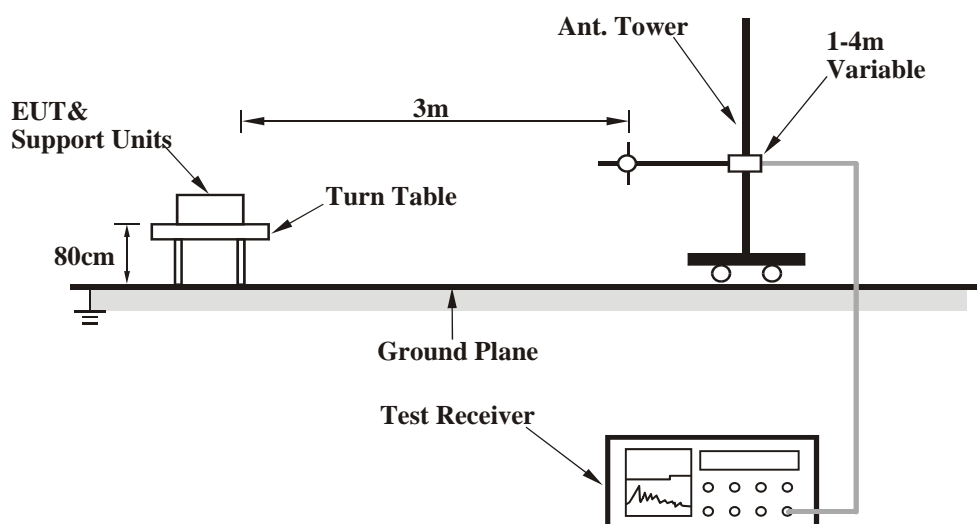 Ant. Tower
1-4m
Variable
EUT&
Support Units
3m
Turn Table
80cm
Ground Plane
Test Receiver